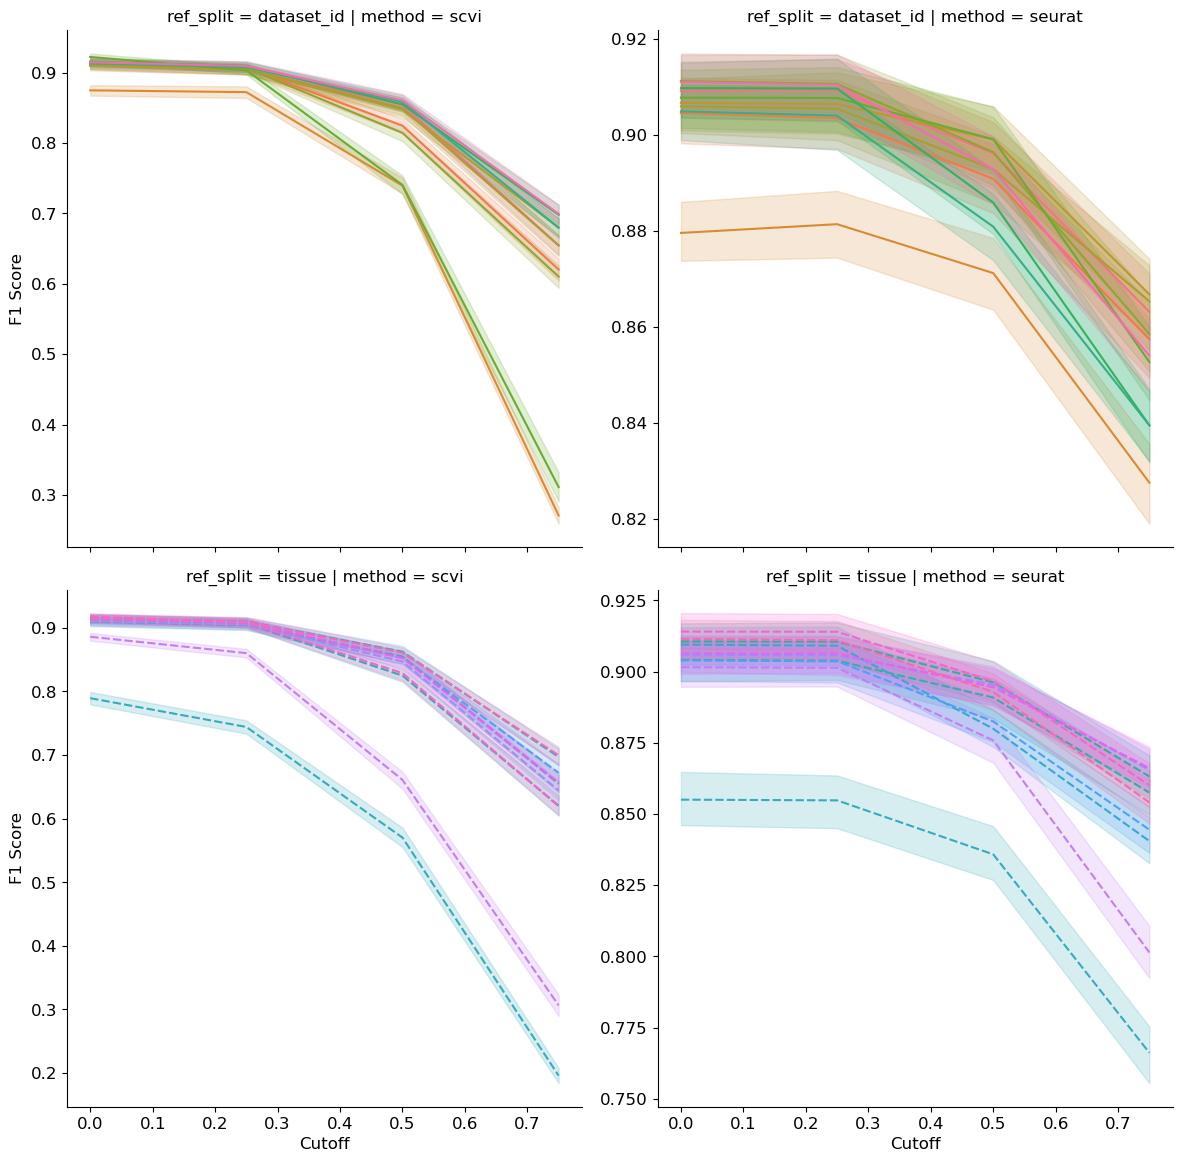 ref_split = dataset_id | method = scvi
ref_split = dataset_id | method = seurat
0.9
0.8
0.7
0.6
0.5
0.4
0.3
F1 Score
0.92
0.90
0.88
0.86
0.84
0.82
ref_split = tissue | method = scvi
ref_split = tissue | method = seurat
0.9
0.8
0.7
0.6
0.5
0.4
0.3
0.2
F1 Score
0.0 0.1 0.2 0.3 0.4 0.5 0.6 0.7
Cutoff
0.925
0.900
0.875
0.850
0.825
0.800
0.775
0.750
0.0 0.1 0.2 0.3 0.4 0.5 0.6 0.7
Cutoff